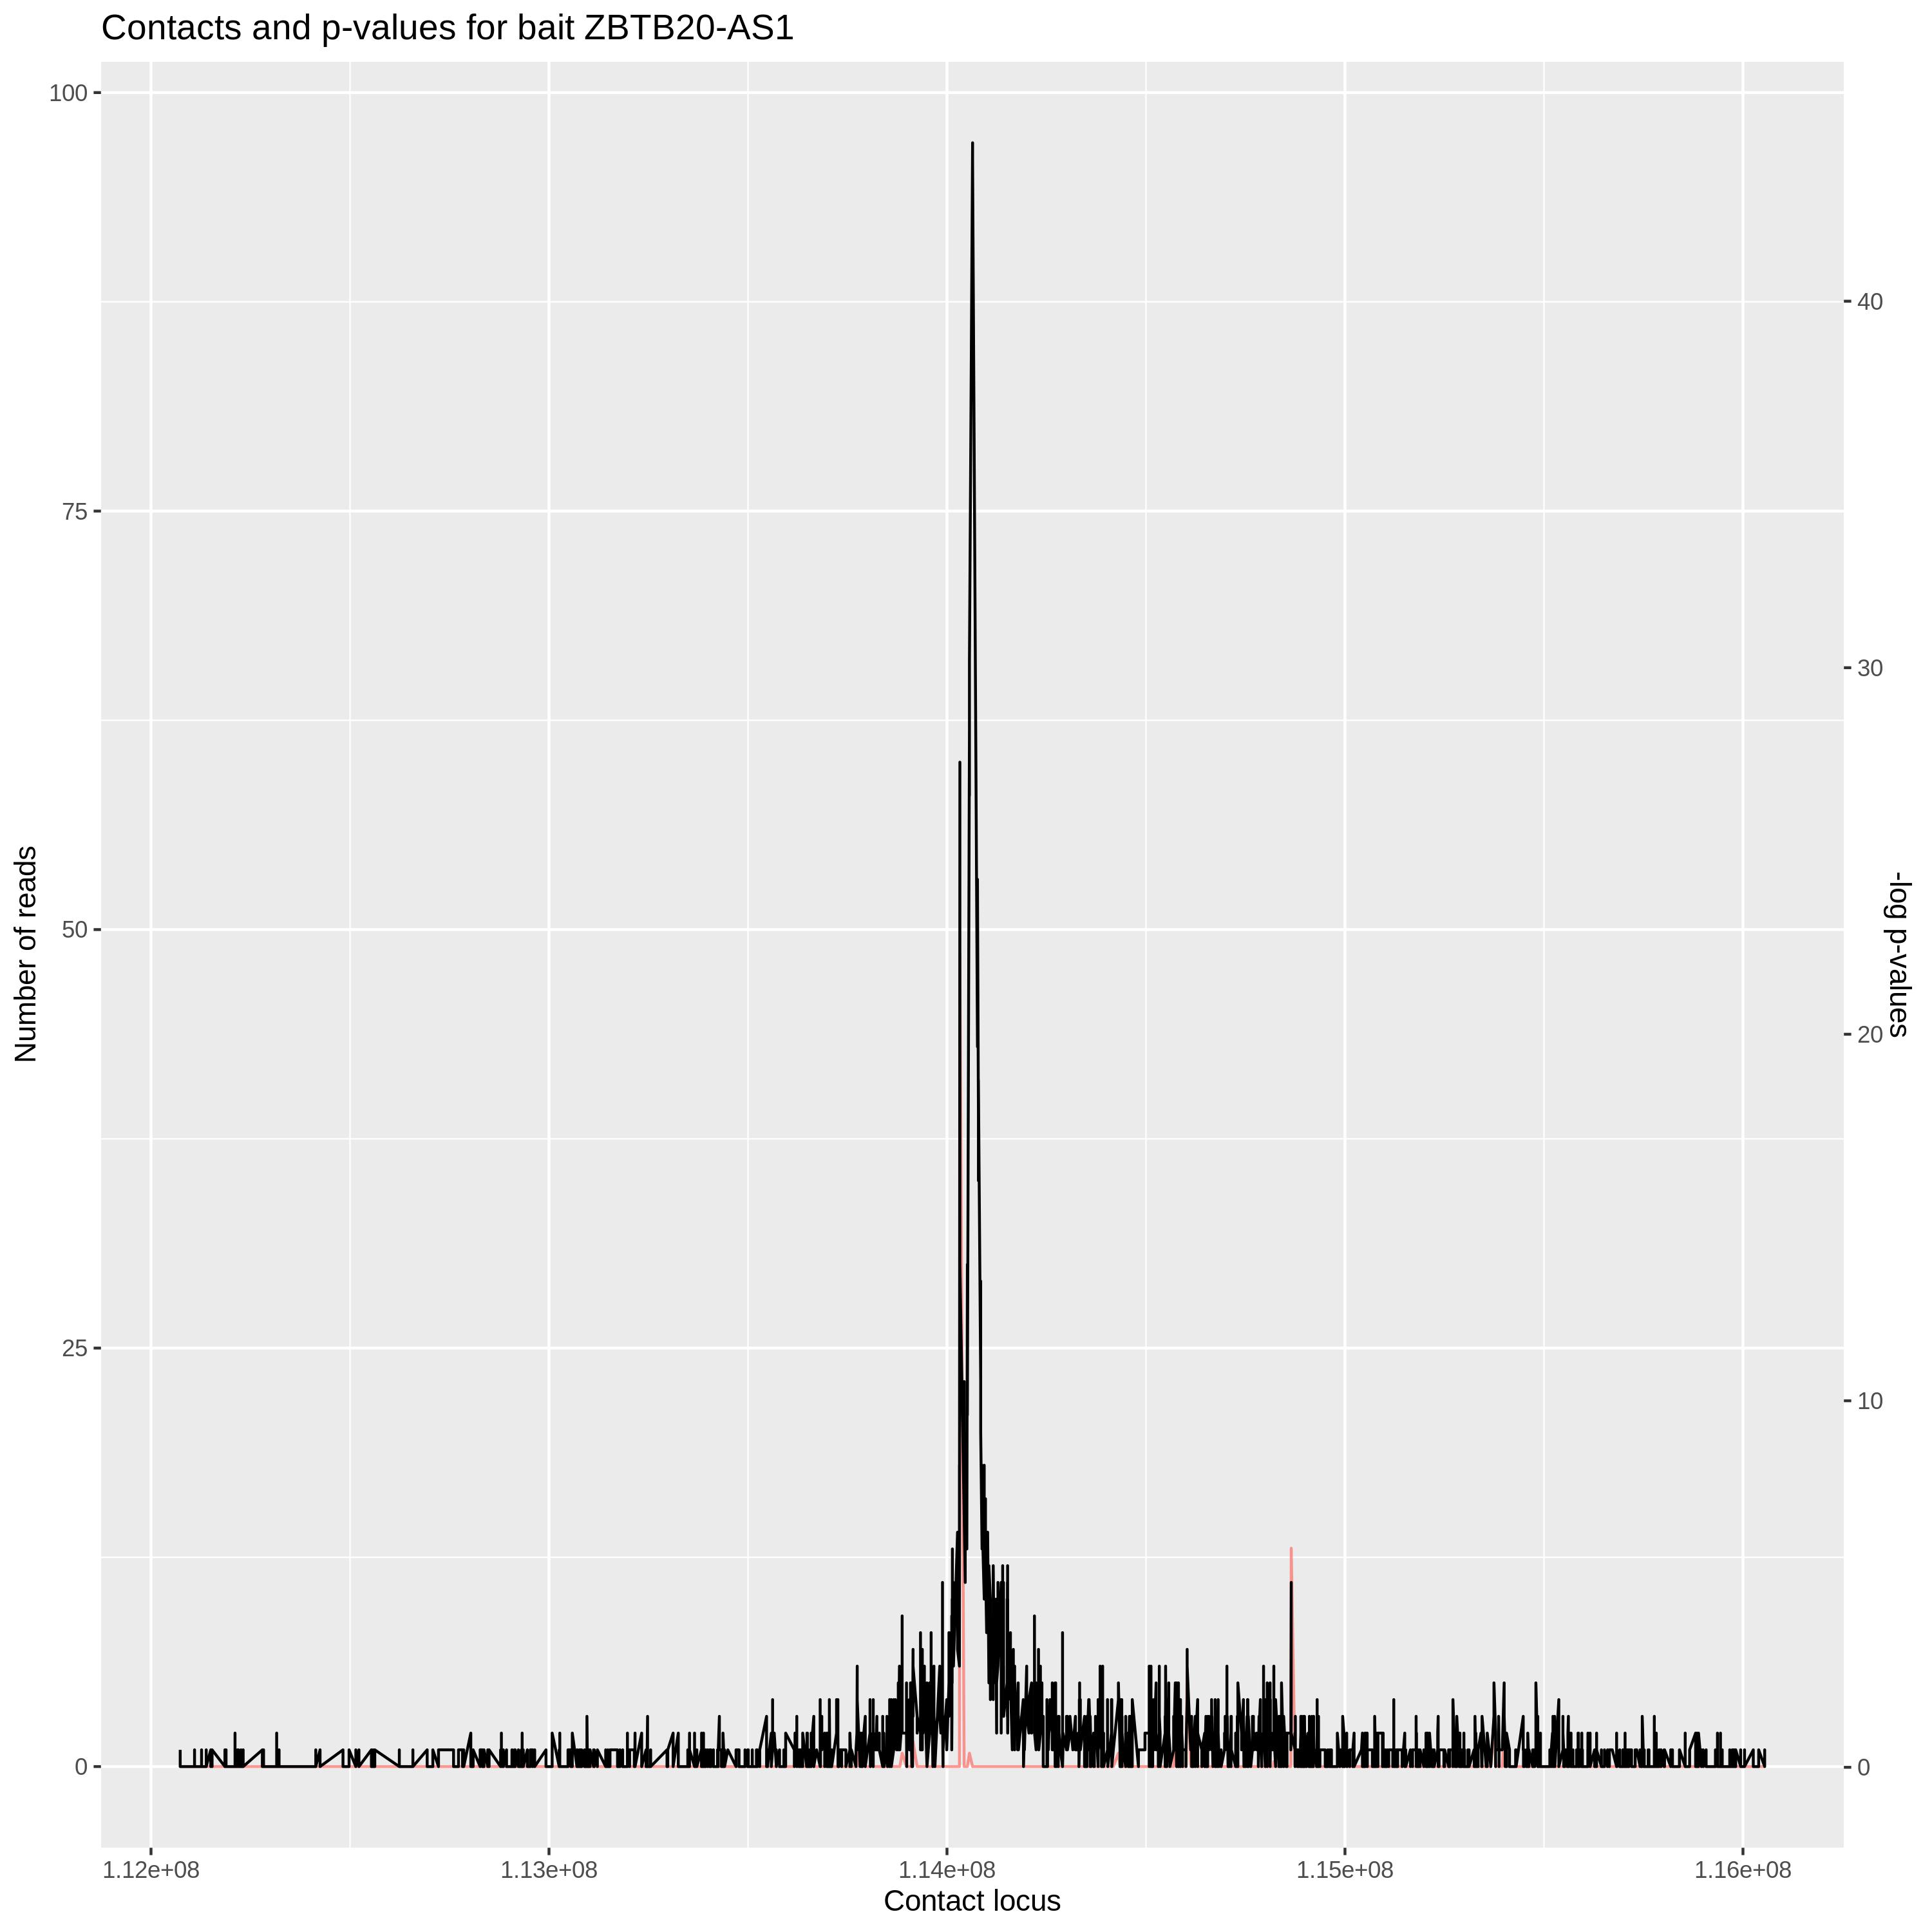 Contacts and p-values for bait ZBTB20-AS1
100
75
50
25
0
Number of reads
40
30
20
10
0
-log p-values
1.12e+08
1.13e+08
1.14e+08
1.15e+08
1.16e+08
Contact locus